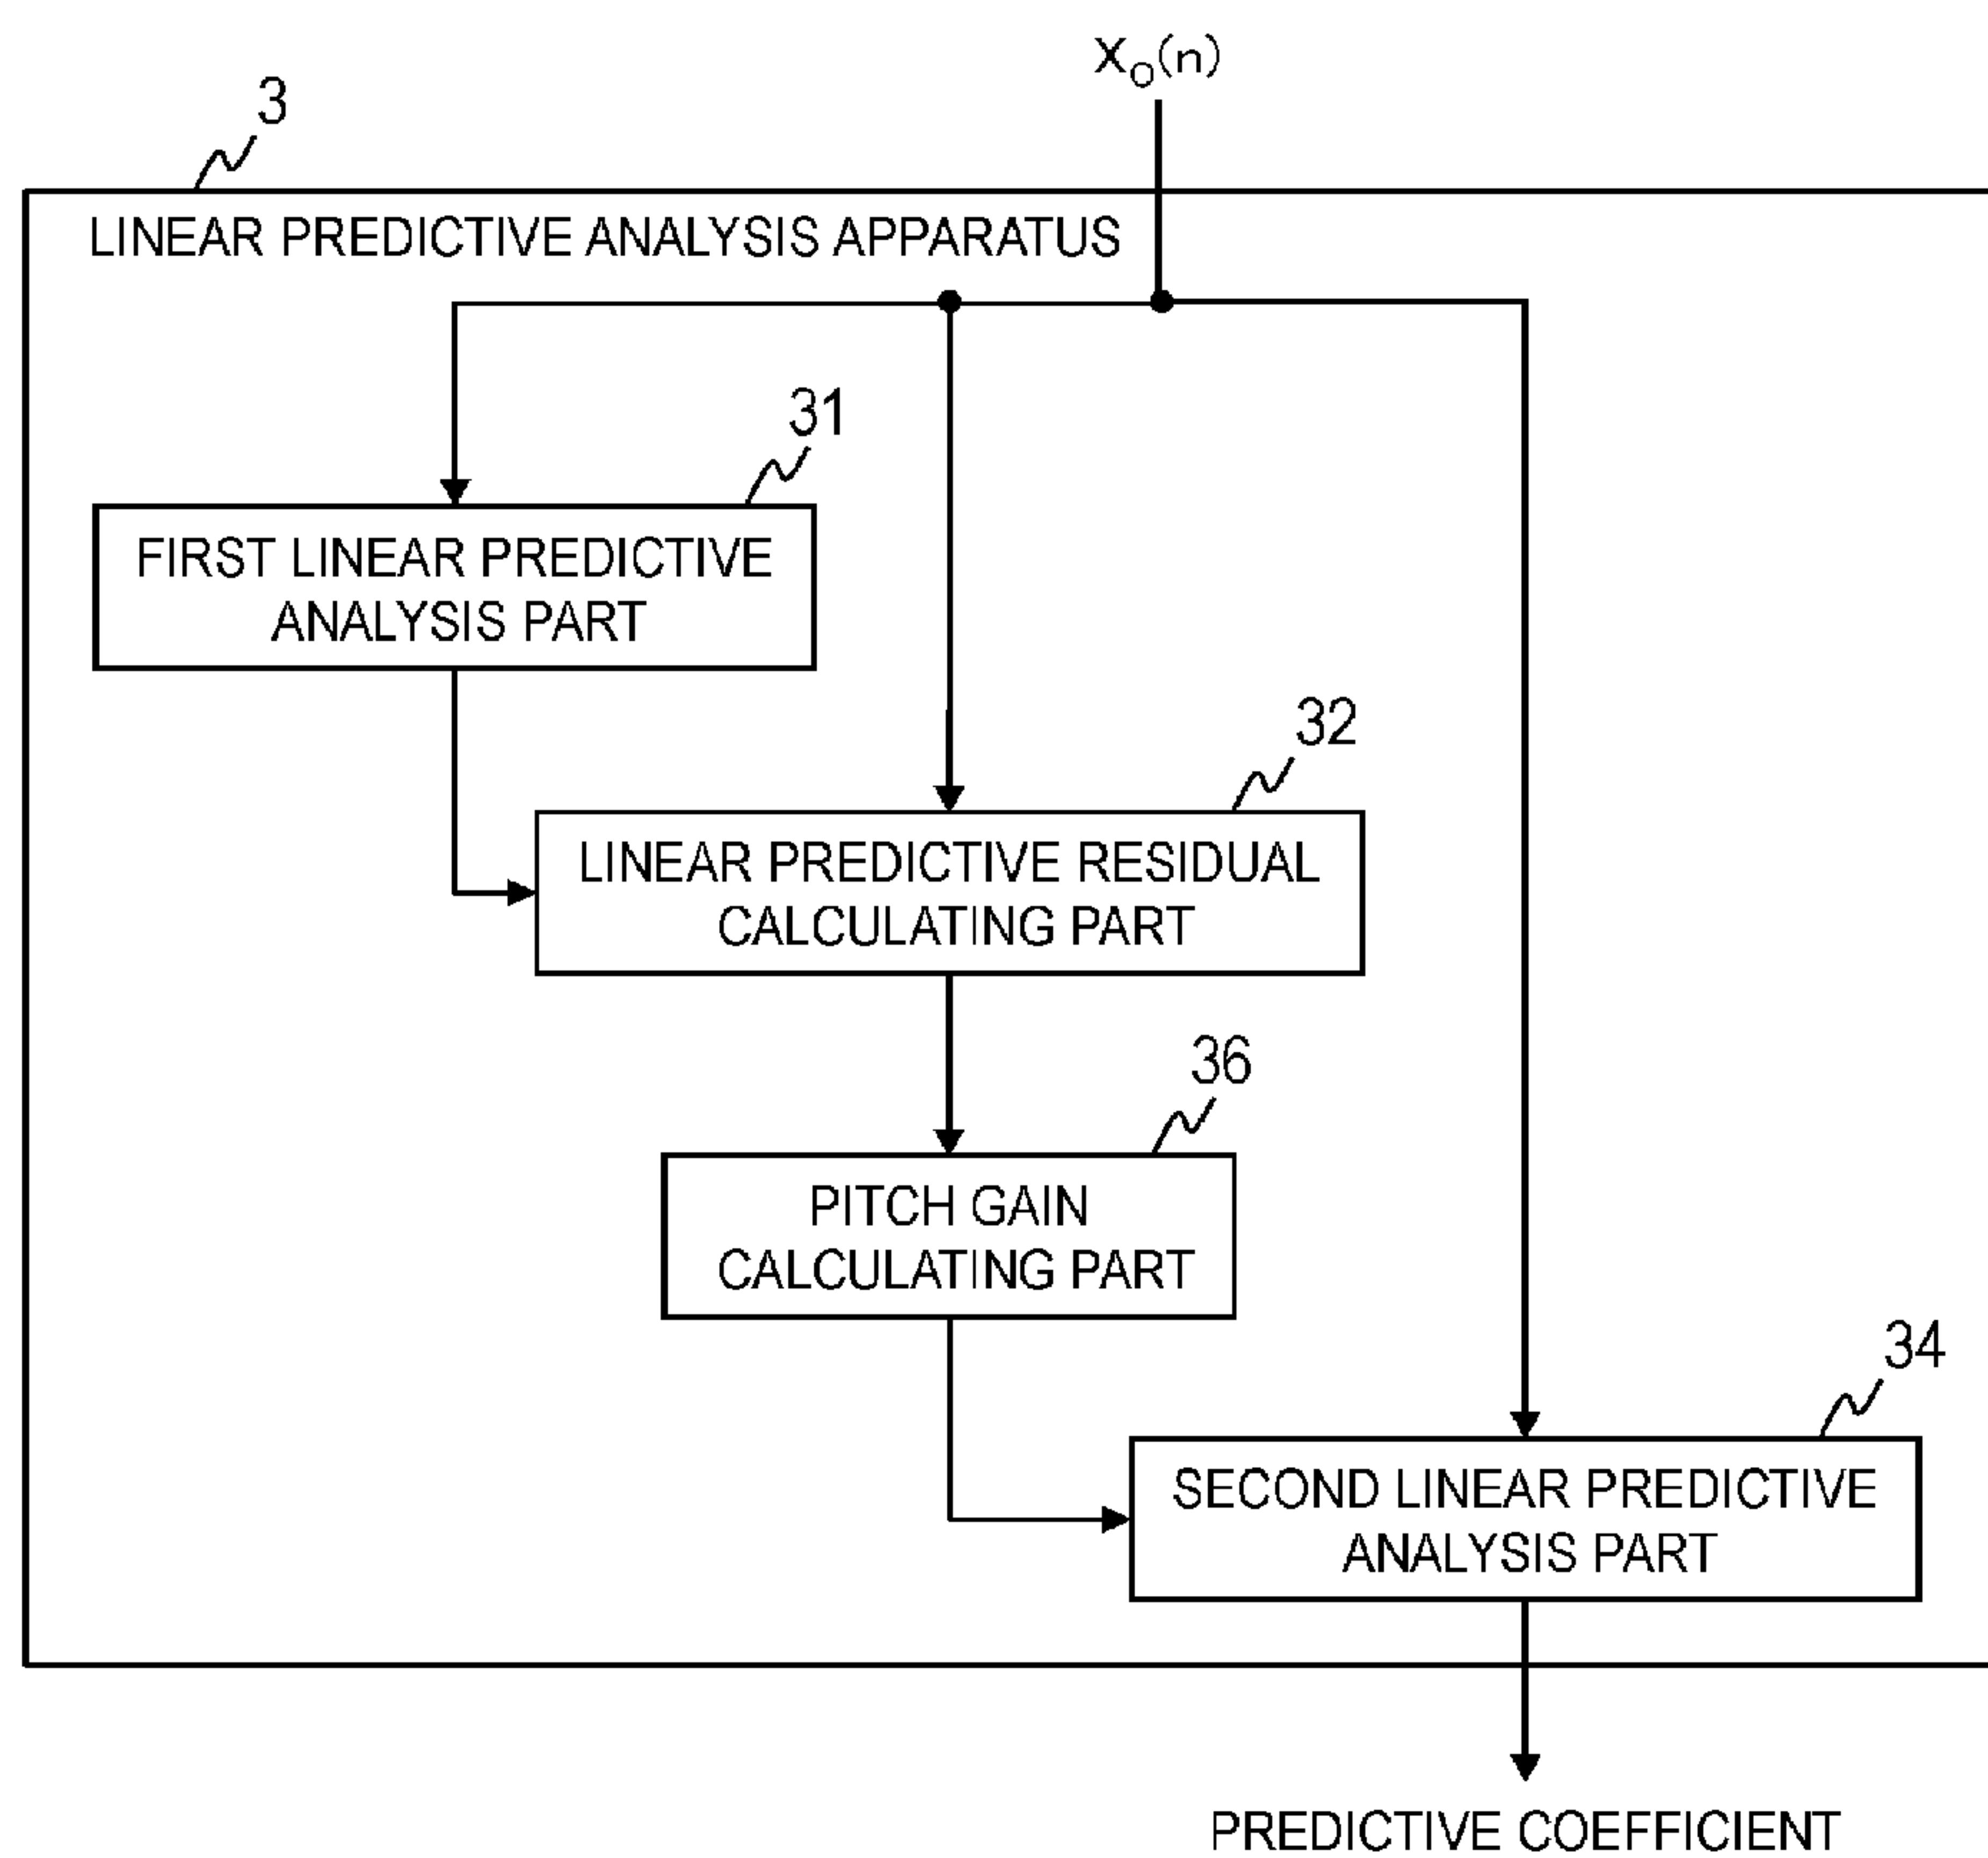 X_O(n)
3
LINEAR PREDICTIVE ANALYSIS APPARATUS
31
FIRST LINEAR PREDICTIVE
ANALYSIS PART
32
LINEAR PREDICTIVE RESIDUAL
CALCULATING PART
36
PITCH GAIN
CALCULATING PART
34
SECOND LINEAR PREDICTIVE
ANALYSIS PART
PREDICTIVE COEFFICIENT